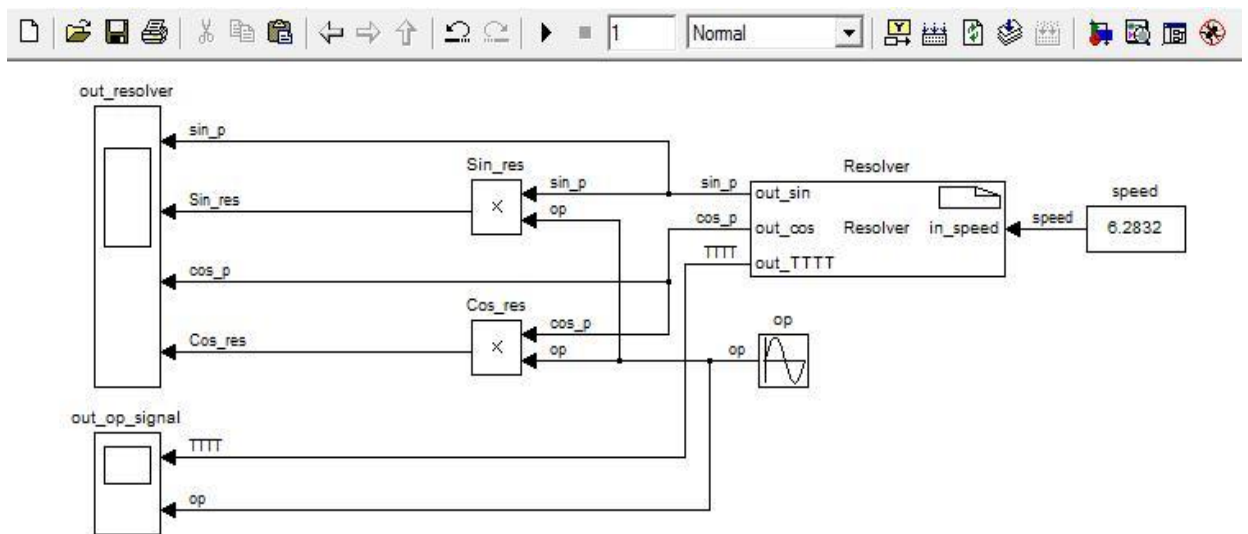 1 Normal
out_resolver
sin_p
Sin_res
sin_p
op
sin_p
Resolver
out_sin
speed
Sin_res
cos_p
out_cos
Resolver
in_speed
speed
6.2832
TTTT
out_TTTT
cos_p
Cos_res
cos_p
op
Cos_res
op
op
out_op_signal
TTTT
op